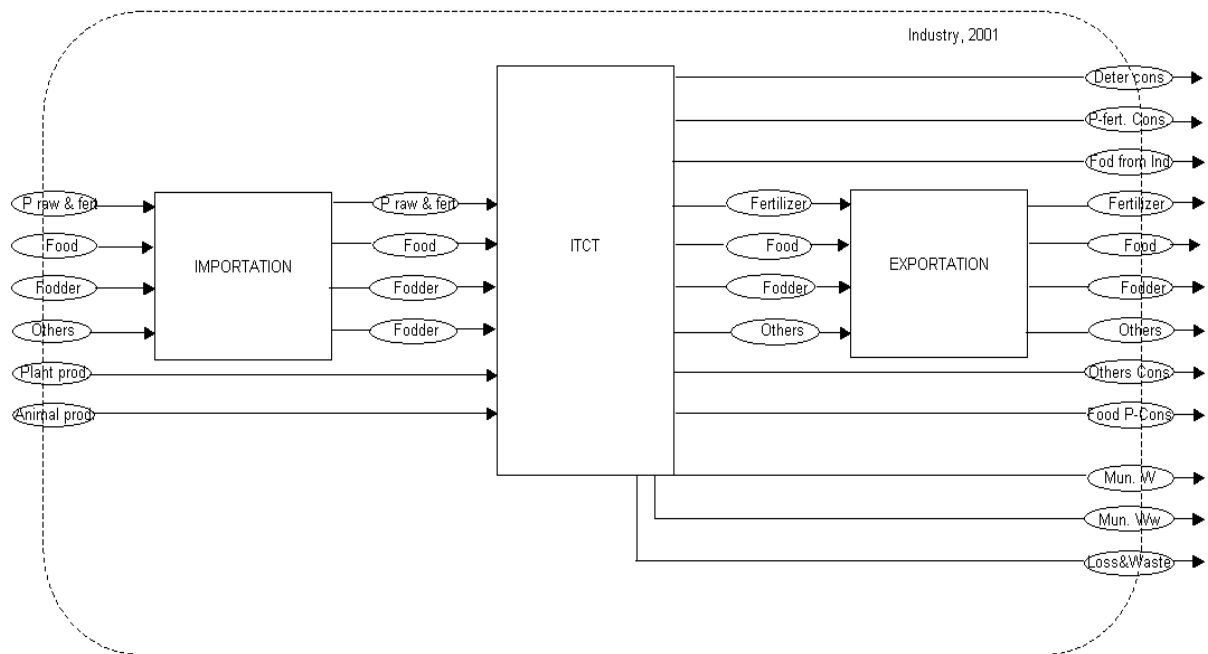 Industry, 2001
Deter cons
P-fert. Cons.
Fod from Ind
P raw & fert
P raw & fert
Fertilizer
Fertilizer
Food
Food
ITCT
Food
Food
IMPORTATION
EXPORTATION
Fodder
Fodder
Fodder
Fodder
Others
Fodder
Others
Others
Plant prod
Others Cons
Animal prod.
Food P-Cons
Mun. W
Mun. Ww
Loss&Waste